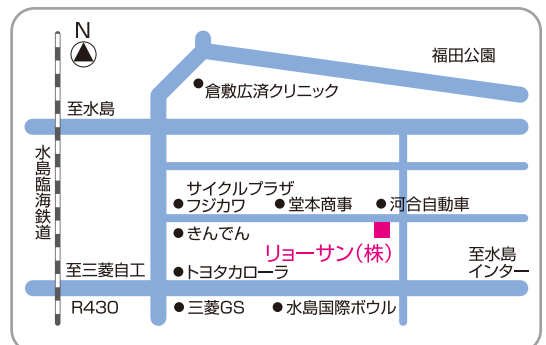 N
福田公園
倉敷広済クリニック
至水島
水島臨海鉄道
サイクルプラザ
フジカワ
堂本商事
河合自動車
きんでん
リョーサン(株)
至水島
インター
至三菱自工
トヨタカローラ
R430
三菱GS
水島国際ボウル